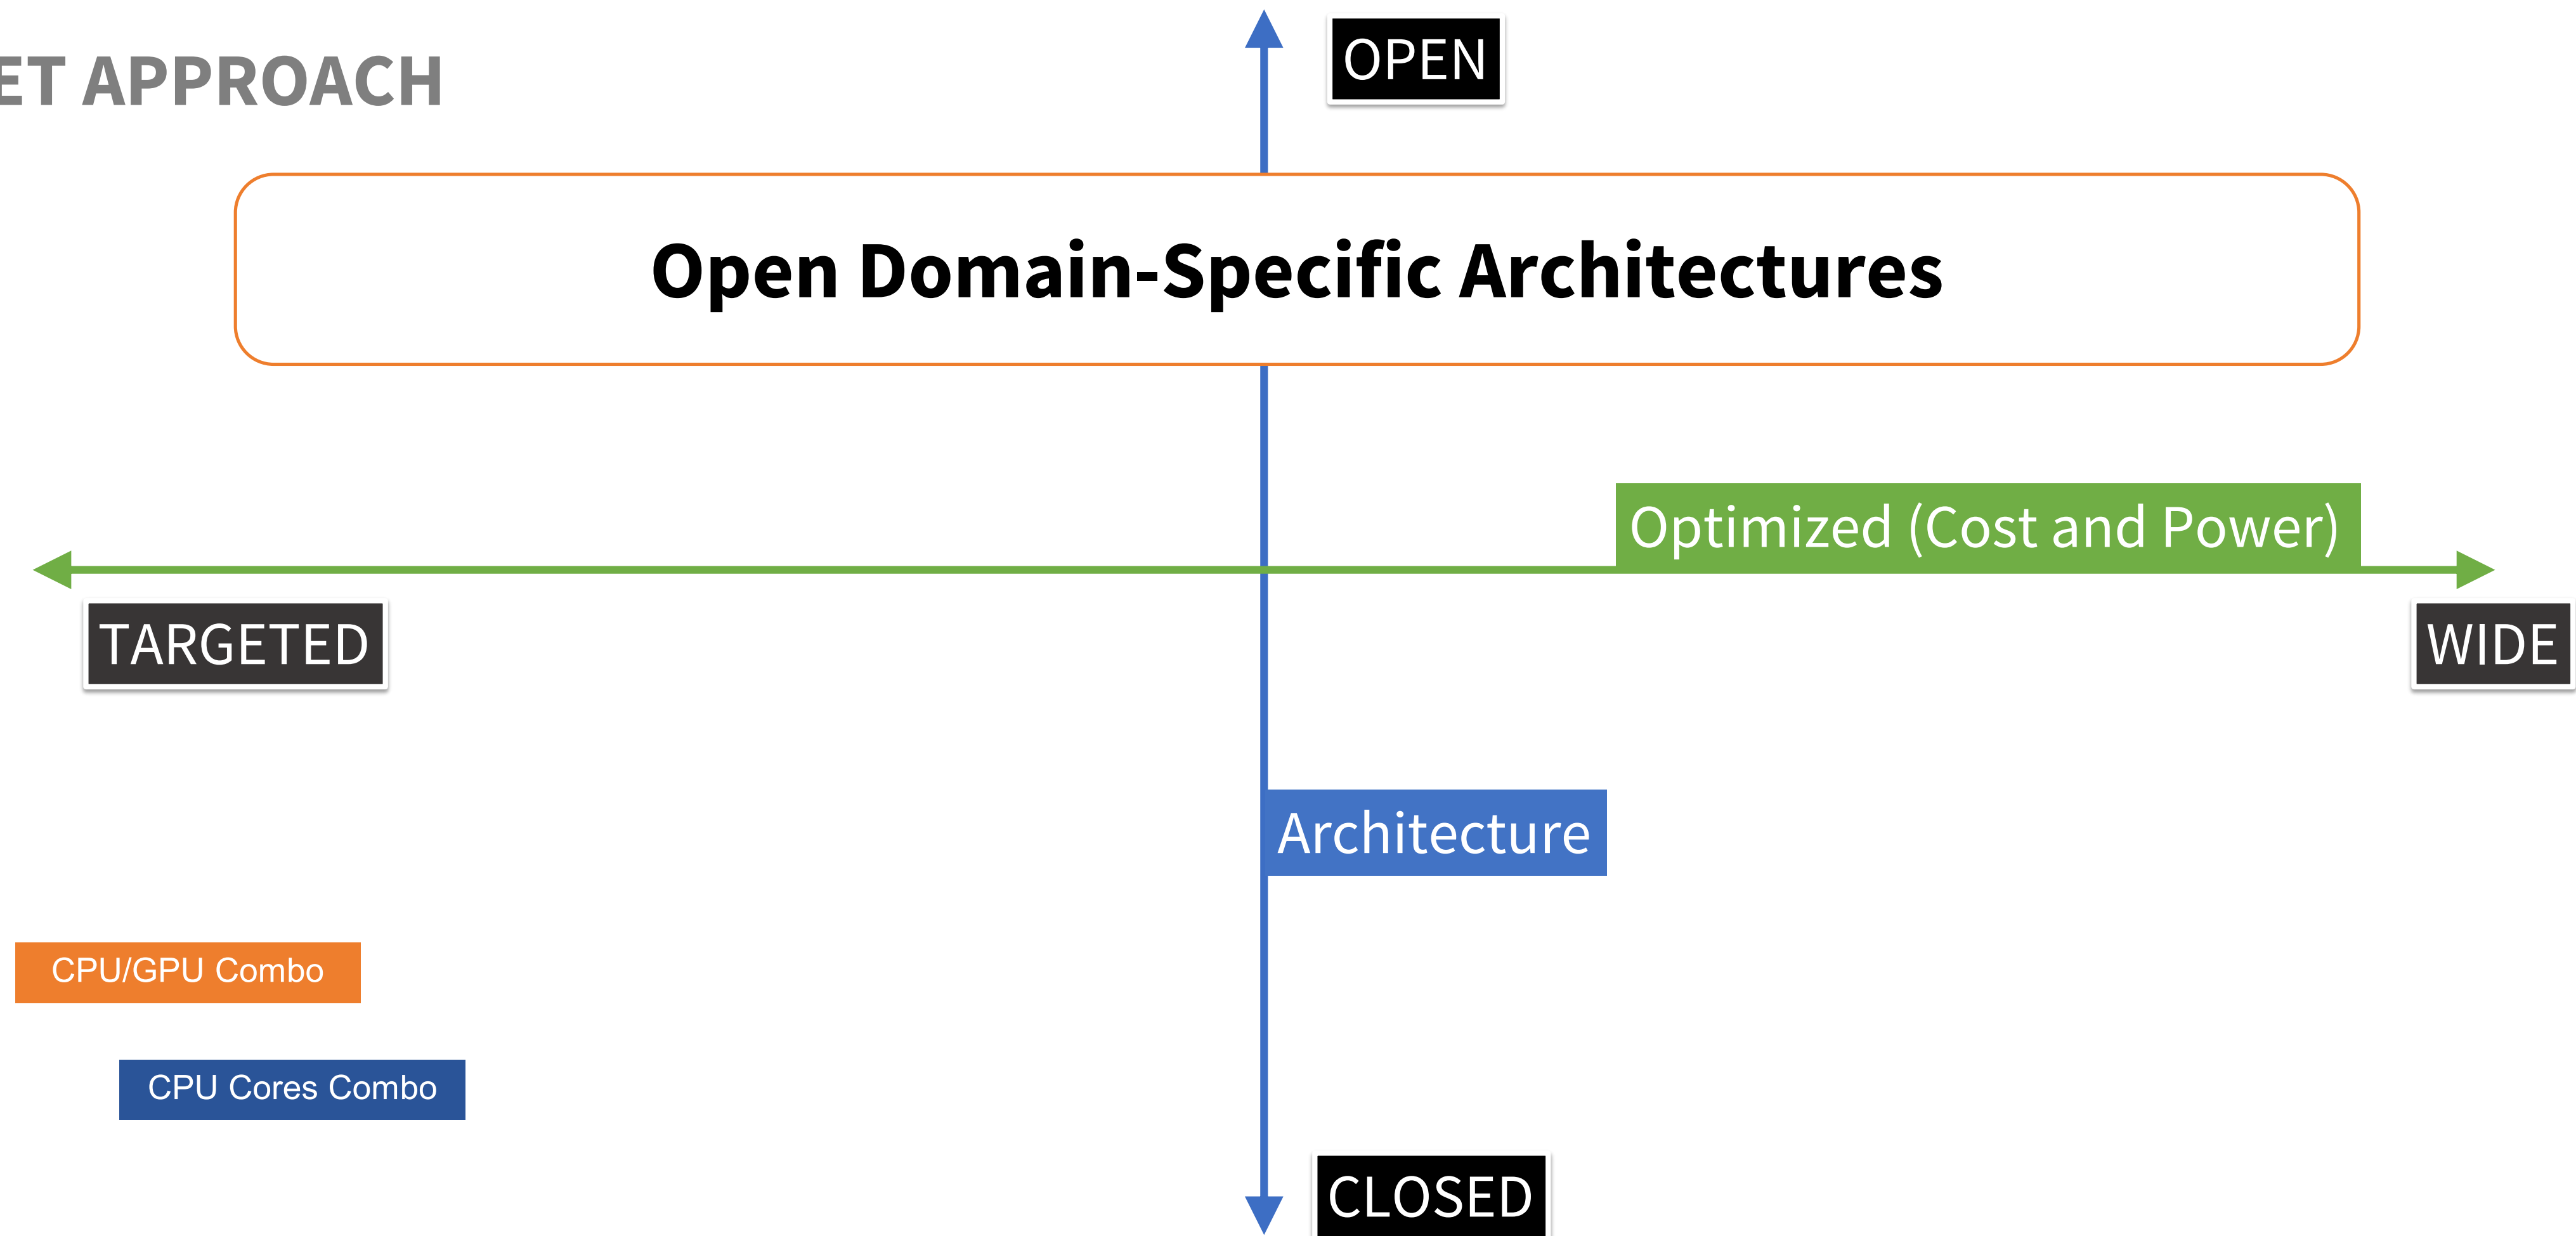 APPROACH
OPEN
Open Domain-Specific Architectures
Optimized (Cost and Power)
TARGETED
WIDE
Architecture
CPU/GPU Combo
CPU Cores Combo
CLOSED